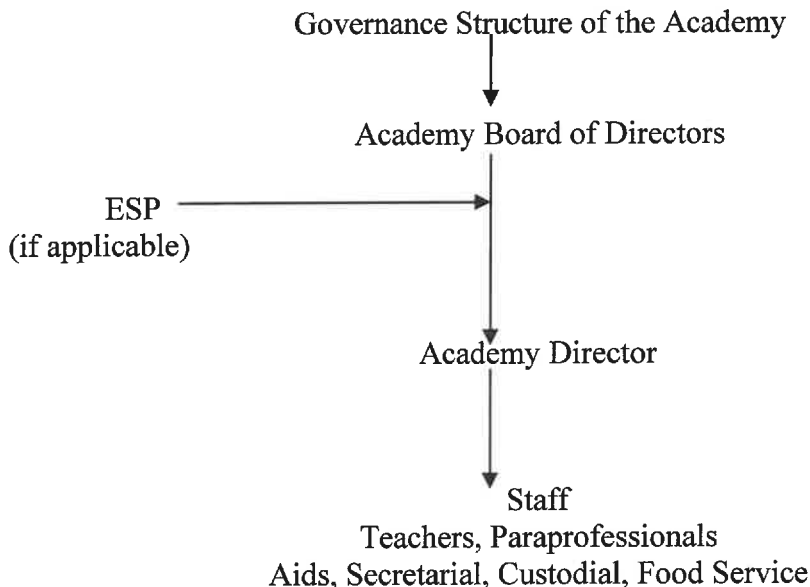 Governance Structure of the Academy
Academy Board of Directors
ESP
(if applicable)
Academy Director
Staff
Teachers, Paraprofessionals
Aids, Secretarial, Custodial, Food Service